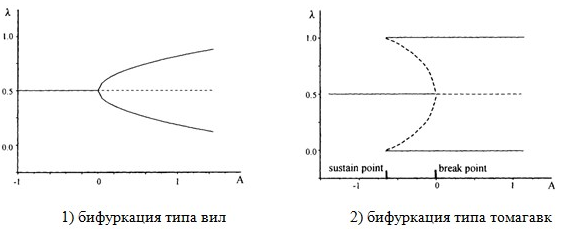 λ
1.0
0.5
0.0
-1
0
1
A
λ
1.0
0.5
0.0
sustain point
break point
-1
0
1
A
1) бифуркация типа вил
2) бифуркация типа томагавк